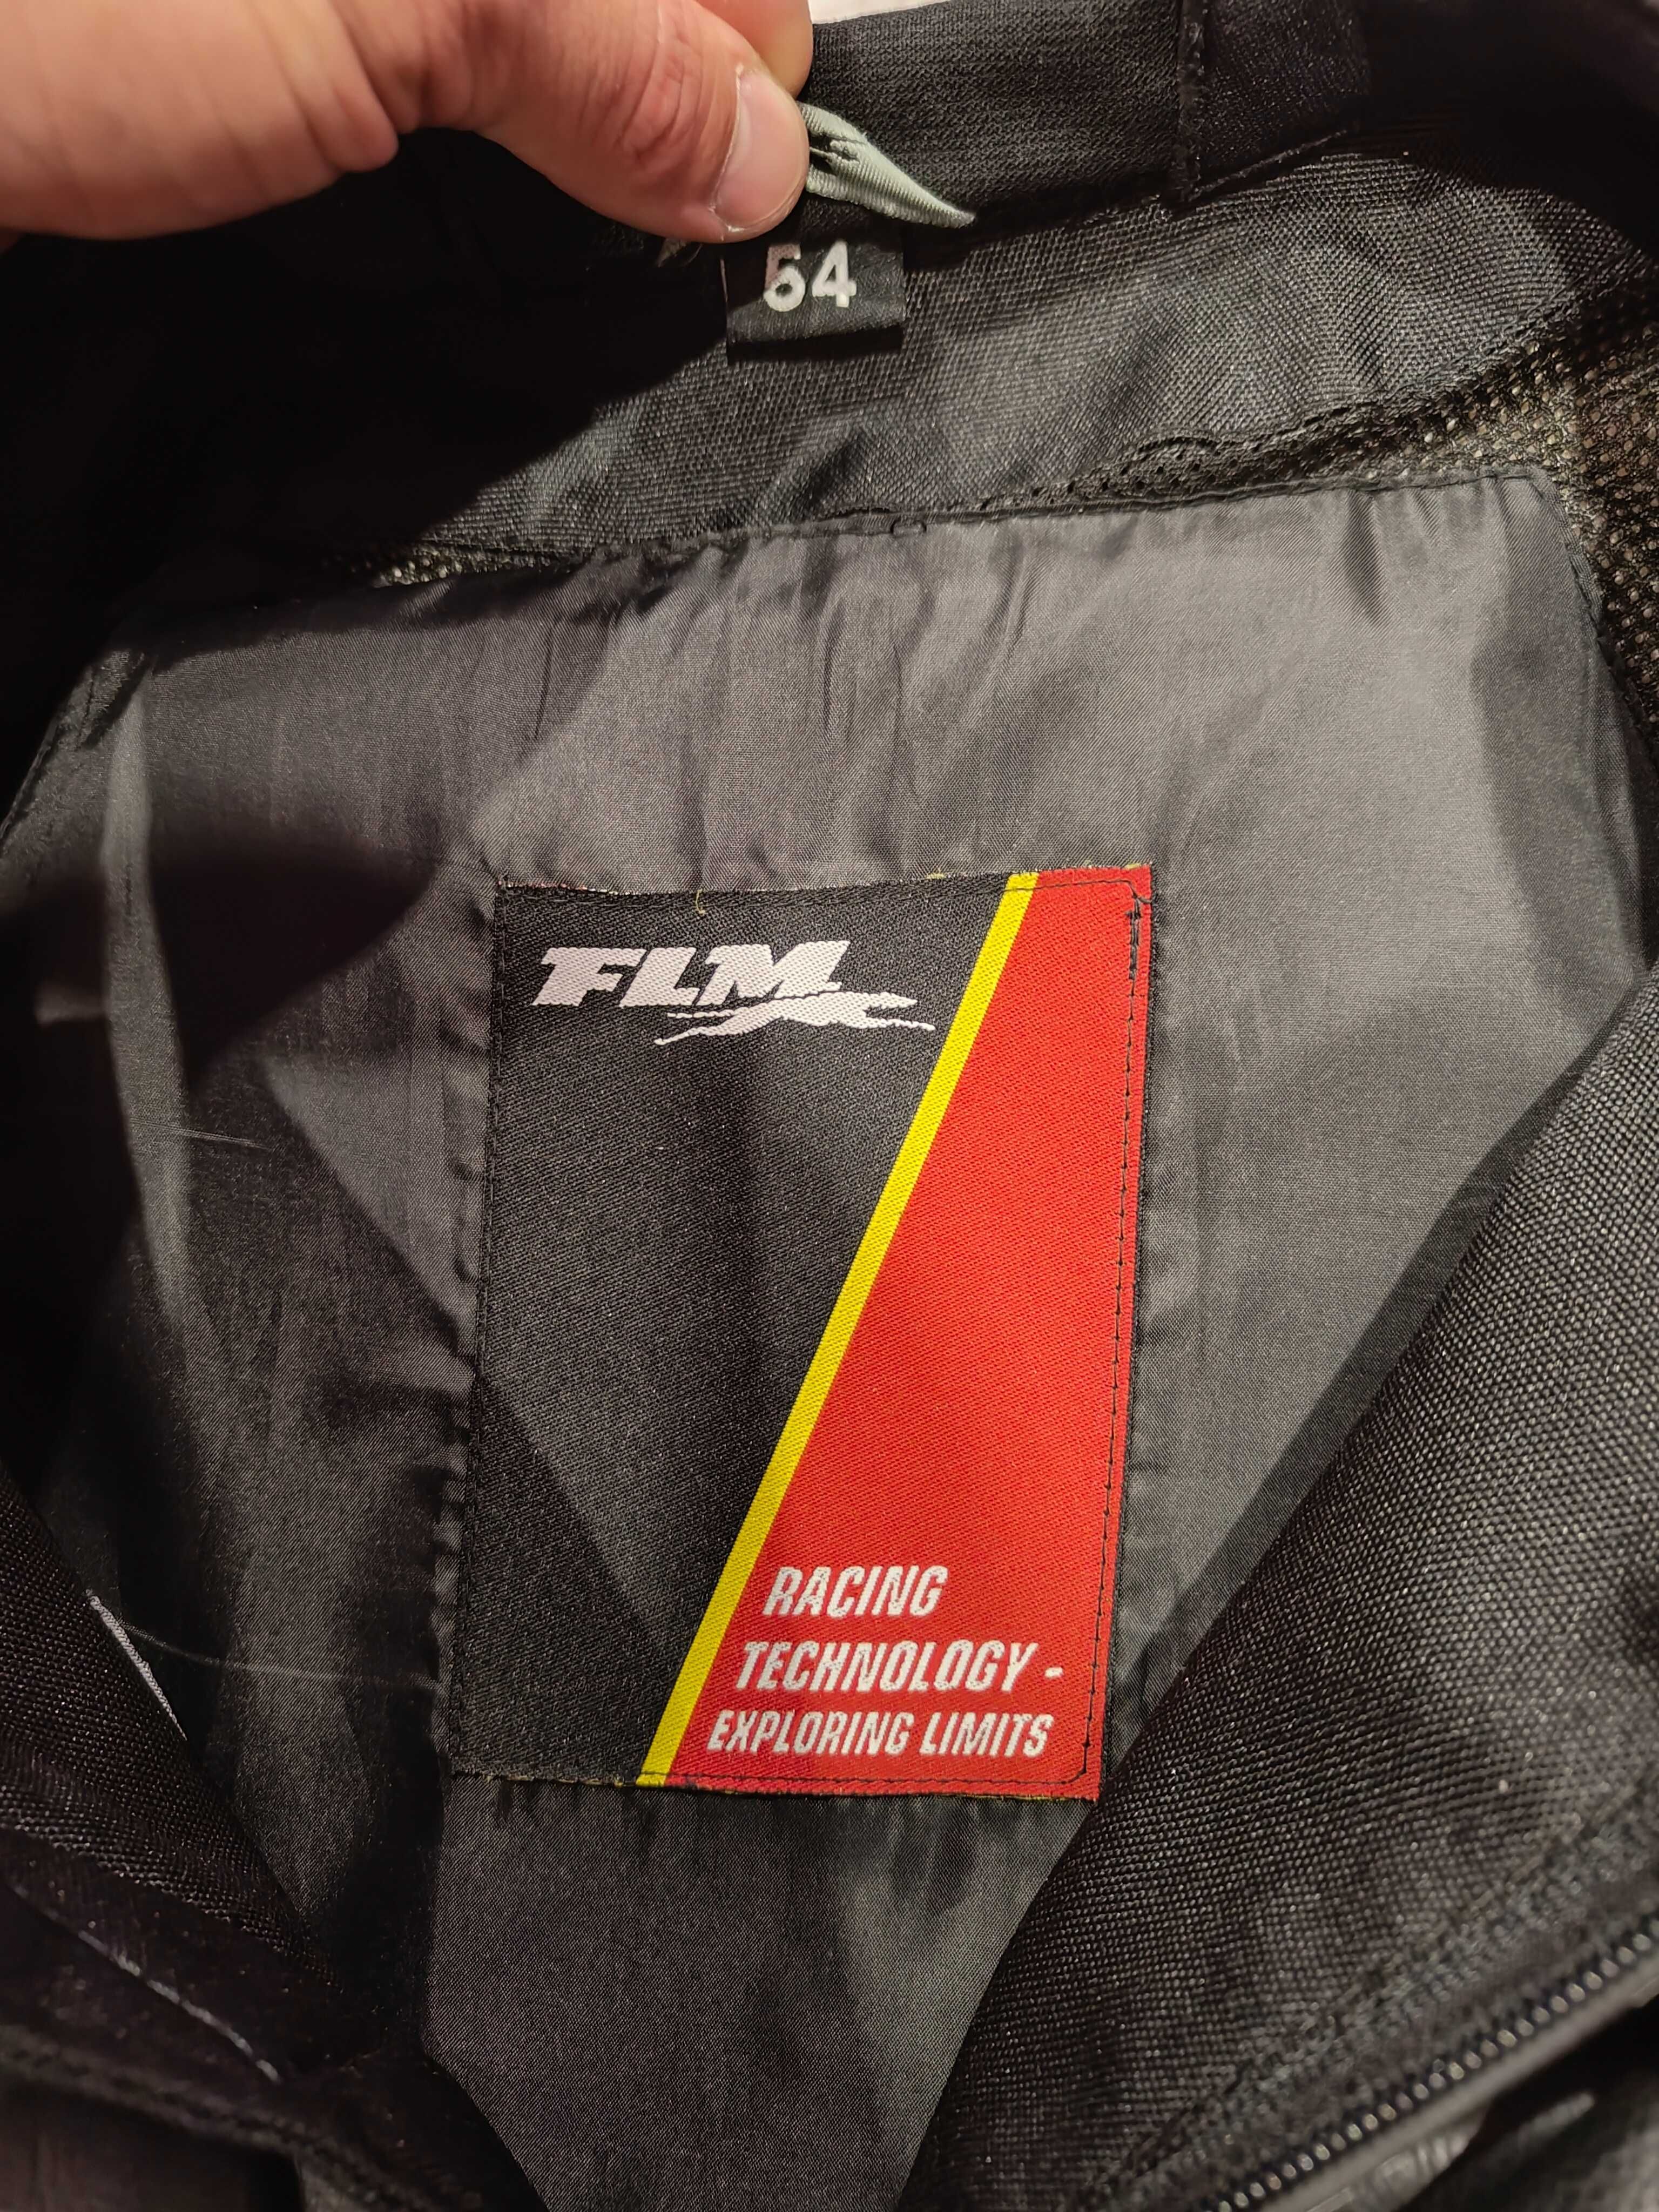 54
FLM
RACING
TECHNOLOGY -
EXPLORING LIMITS